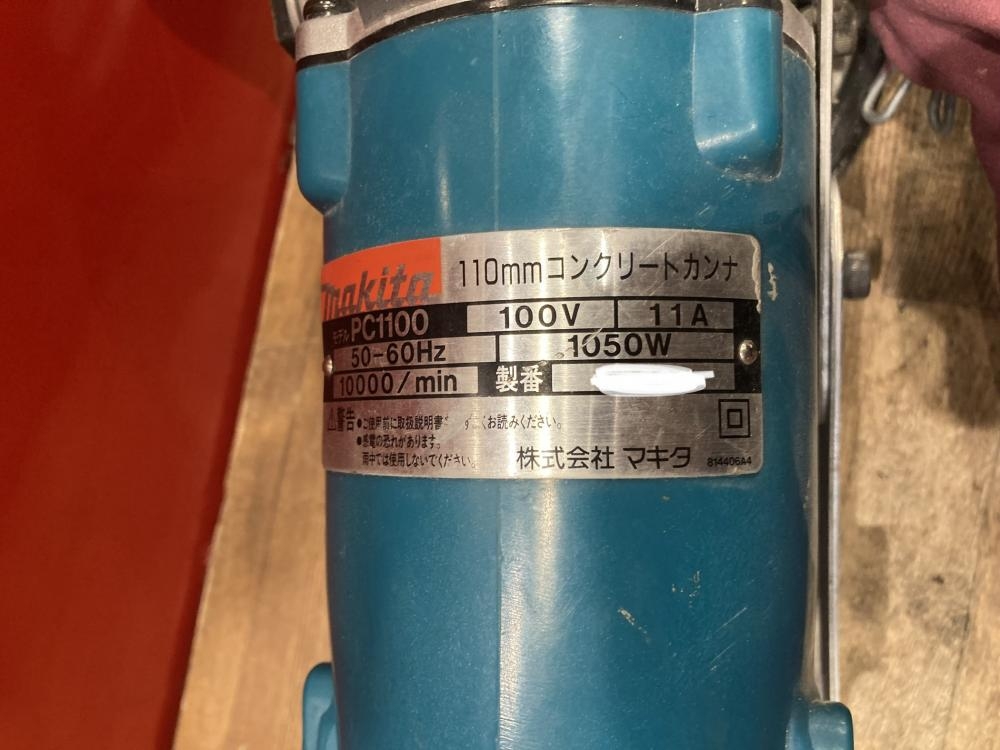 makita 110mmコンクリートカンナ
モデル PC1100 100V 11A
50-60Hz 1050W
10000/min 製番
⚠警告 ●ご使用前に取扱説明書 ずよくお読みください。
●感電の恐れがあります。
雨中では使用しないでください。
株式会社 マキタ 814406A4